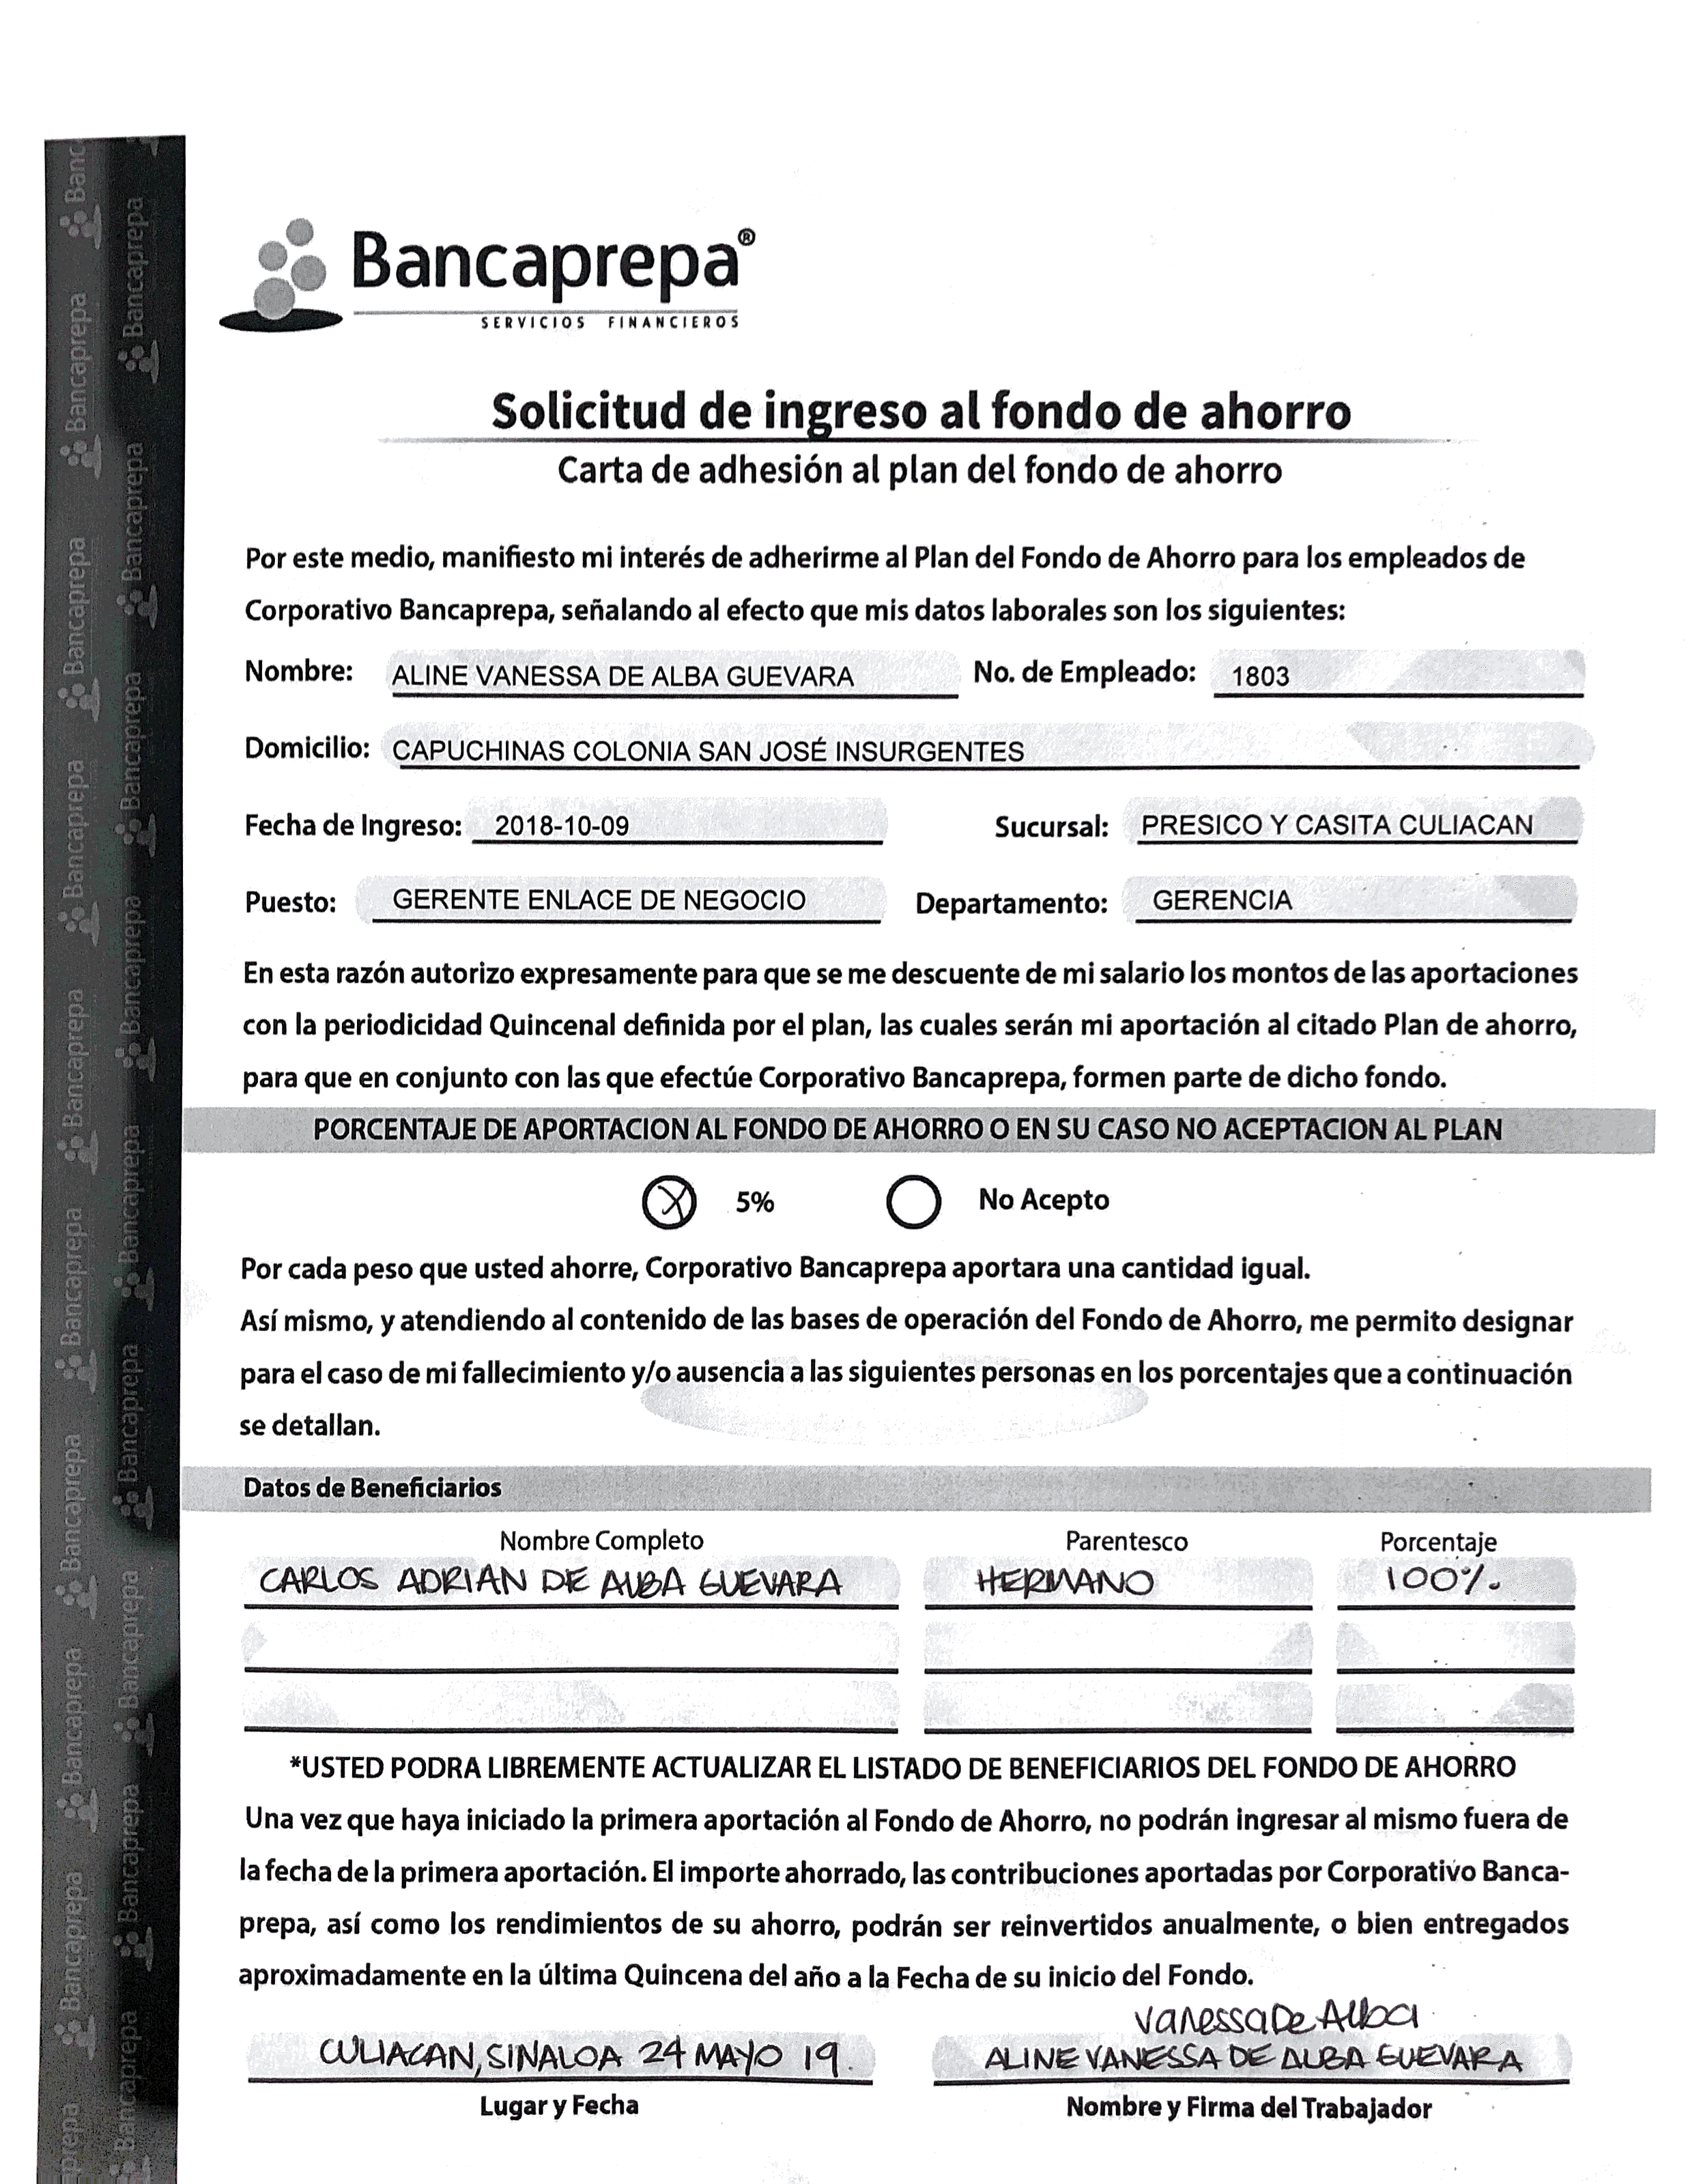 Bancaprepa®
SERVICIOS FINANCIEROS
Solicitud de ingreso al fondo de ahorro
Carta de adhesión al plan del fondo de ahorro
Por este medio, manifiesto mi interés de adherirme al Plan del Fondo de Ahorro para los empleados de
Corporativo Bancaprepa, señalando al efecto que mis datos laborales son los siguientes:
Nombre: ALINE VANESSA DE ALBA GUEVARA No. de Empleado: 1803
Domicilio: CAPUCHINAS COLONIA SAN JOSÉ INSURGENTES
Fecha de Ingreso: 2018-10-09 Sucursal: PRESICO Y CASITA CULIACAN
Puesto: GERENTE ENLACE DE NEGOCIO Departamento: GERENCIA
En esta razón autorizo expresamente para que se me descuente de mi salario los montos de las aportaciones
con la periodicidad Quincenal definida por el plan, las cuales serán mi aportación al citado Plan de ahorro,
para que en conjunto con las que efectúe Corporativo Bancaprepa, formen parte de dicho fondo.
PORCENTAJE DE APORTACION AL FONDO DE AHORRO O EN SU CASO NO ACEPTACION AL PLAN
X 5% No Acepto
Por cada peso que usted ahorre, Corporativo Bancaprepa aportara una cantidad igual.
Así mismo, y atendiendo al contenido de las bases de operación del Fondo de Ahorro, me permito designar
para el caso de mi fallecimiento y/o ausencia a las siguientes personas en los porcentajes que a continuación
se detallan.
Datos de Beneficiarios
Nombre Completo Parentesco Porcentaje
CARLOS ADRIAN DE ALBA GUEVARA HERMANO 100%
*USTED PODRA LIBREMENTE ACTUALIZAR EL LISTADO DE BENEFICIARIOS DEL FONDO DE AHORRO
Una vez que haya iniciado la primera aportación al Fondo de Ahorro, no podrán ingresar al mismo fuera de
la fecha de la primera aportación. El importe ahorrado, las contribuciones aportadas por Corporativo Banca-
prepa, así como los rendimientos de su ahorro, podrán ser reinvertidos anualmente, o bien entregados
aproximadamente en la última Quincena del año a la Fecha de su inicio del Fondo.
Vanessa De Alba
CULIACAN, SINALOA 24 MAYO 19. ALINE VANESSA DE ALBA GUEVARA
Lugar y Fecha Nombre y Firma del Trabajador